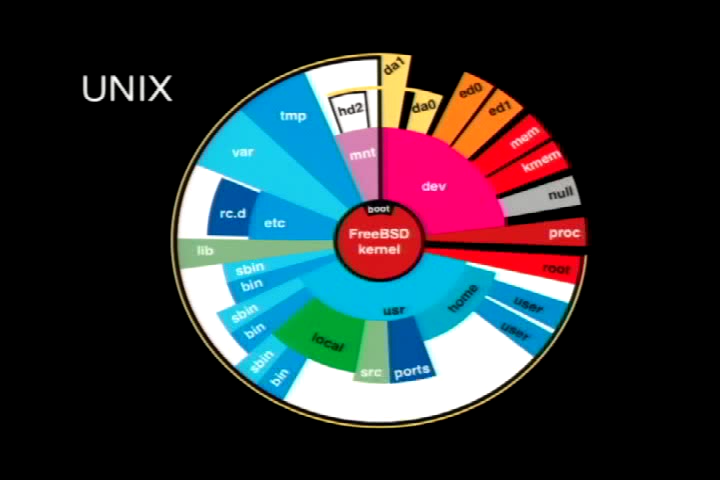 UNIX
da1
da0
ed0
ed1
mem
kmem
null
proc
root
user
user
home
usr
ports
src
local
bin
sbin
bin
sbin
bin
sbin
lib
etc
rc.d
var
tmp
hd2
mnt
dev
boot
FreeBSD
kernel